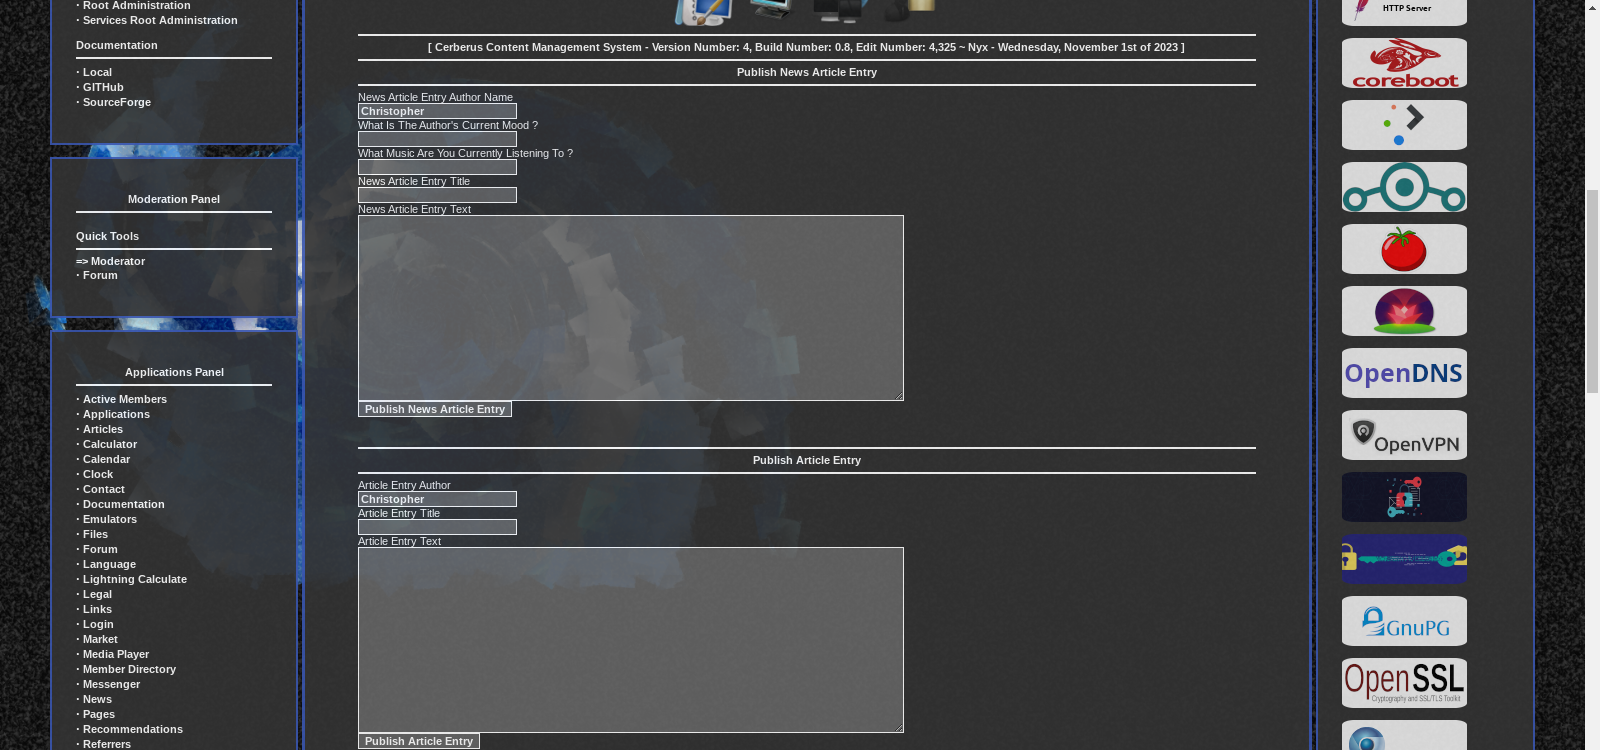 · Root Administration
· Services Root Administration
Documentation
· Local
· GITHub
· SourceForge
Moderation Panel
Quick Tools
=> Moderator
· Forum
Applications Panel
· Active Members
· Applications
· Articles
· Calculator
· Calendar
· Clock
· Contact
· Documentation
· Emulators
· Files
· Forum
· Language
· Lightning Calculate
· Legal
· Links
· Login
· Market
· Media Player
· Member Directory
· Messenger
· News
· Pages
· Recommendations
· Referrers
[ Cerberus Content Management System - Version Number: 4, Build Number: 0.8, Edit Number: 4,325 ~ Nyx - Wednesday, November 1st of 2023 ]
Publish News Article Entry
News Article Entry Author Name
Christopher
What Is The Author's Current Mood ?
What Music Are You Currently Listening To ?
News Article Entry Title
News Article Entry Text
Publish News Article Entry
Publish Article Entry
Article Entry Author
Christopher
Article Entry Title
Article Entry Text
Publish Article Entry
HTTP Server
coreboot
OpenDNS
OpenVPN
GnuPG
OpenSSL
Cryptography and SSL/TLS Toolkit